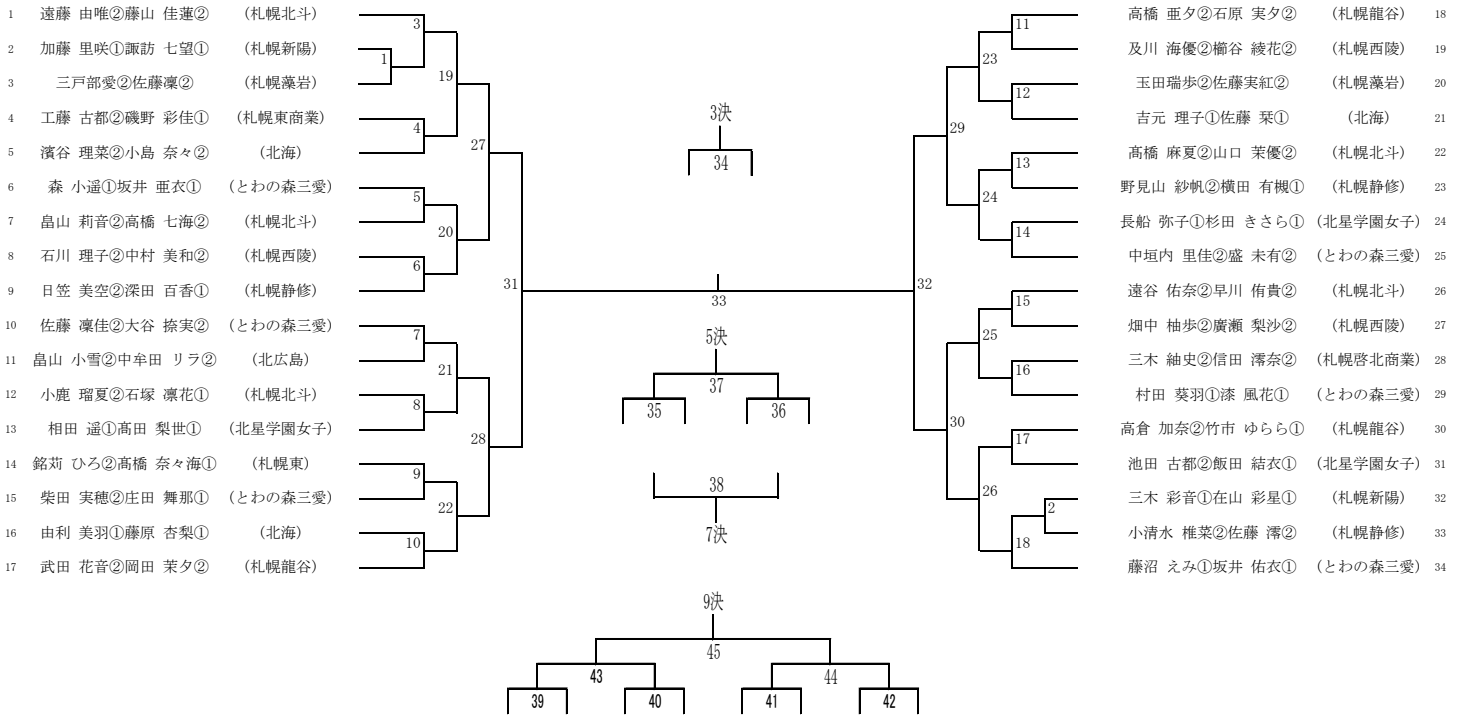 1 遠藤 由唯②藤山 佳蓮② (札幌北斗)
2 加藤 里咲①諏訪 七望① (札幌新陽)
3 三戸部愛②佐藤凜② (札幌藻岩)
4 工藤 古都②磯野 彩佳① (札幌東商業)
5 濱谷 理菜②小島 奈々② (北海)
6 森 小遥①坂井 亜衣① (とわの森三愛)
7 畠山 莉音②高橋 七海② (札幌北斗)
8 石川 理子②中村 美和② (札幌西陵)
9 日笠 美空②深田 百香① (札幌静修)
10 佐藤 凜佳②大谷 捺実② (とわの森三愛)
11 畠山 小雪②中牟田 リラ② (北広島)
12 小鹿 瑠夏②石塚 凛花① (札幌北斗)
13 相田 遥①髙田 梨世① (北星学園女子)
14 銘苅 ひろ②髙橋 奈々海① (札幌東)
15 柴田 実穂②庄田 舞那① (とわの森三愛)
16 由利 美羽①藤原 杏梨① (北海)
17 武田 花音②岡田 茉夕② (札幌龍谷)
3
1
19
4
27
5
20
6
31
7
21
8
28
9
22
10
3決
34
33
5決
37
35 36
38
7決
9決
45
43 44
39 40 41 42
11
23
12
29
13
24
14
32
15
25
16
30
17
26
2
18
高橋 亜夕②石原 実夕② (札幌龍谷) 18
及川 海優②櫛谷 綾花② (札幌西陵) 19
玉田瑞歩②佐藤実紅② (札幌藻岩) 20
吉元 理子①佐藤 栞① (北海) 21
髙橋 麻夏②山口 茉優② (札幌北斗) 22
野見山 紗帆②横田 有槻① (札幌静修) 23
長船 弥子①杉田 きさら① (北星学園女子) 24
中垣内 里佳②盛 未有② (とわの森三愛) 25
遠谷 佑奈②早川 侑貴② (札幌北斗) 26
畑中 柚歩②廣瀬 梨沙② (札幌西陵) 27
三木 紬史②信田 澪奈② (札幌啓北商業) 28
村田 葵羽①漆 風花① (とわの森三愛) 29
高倉 加奈②竹市 ゆらら① (札幌龍谷) 30
池田 古都②飯田 結衣① (北星学園女子) 31
三木 彩音①在山 彩星① (札幌新陽) 32
小清水 椎菜②佐藤 澪② (札幌静修) 33
藤沼 えみ①坂井 佑衣① (とわの森三愛) 34